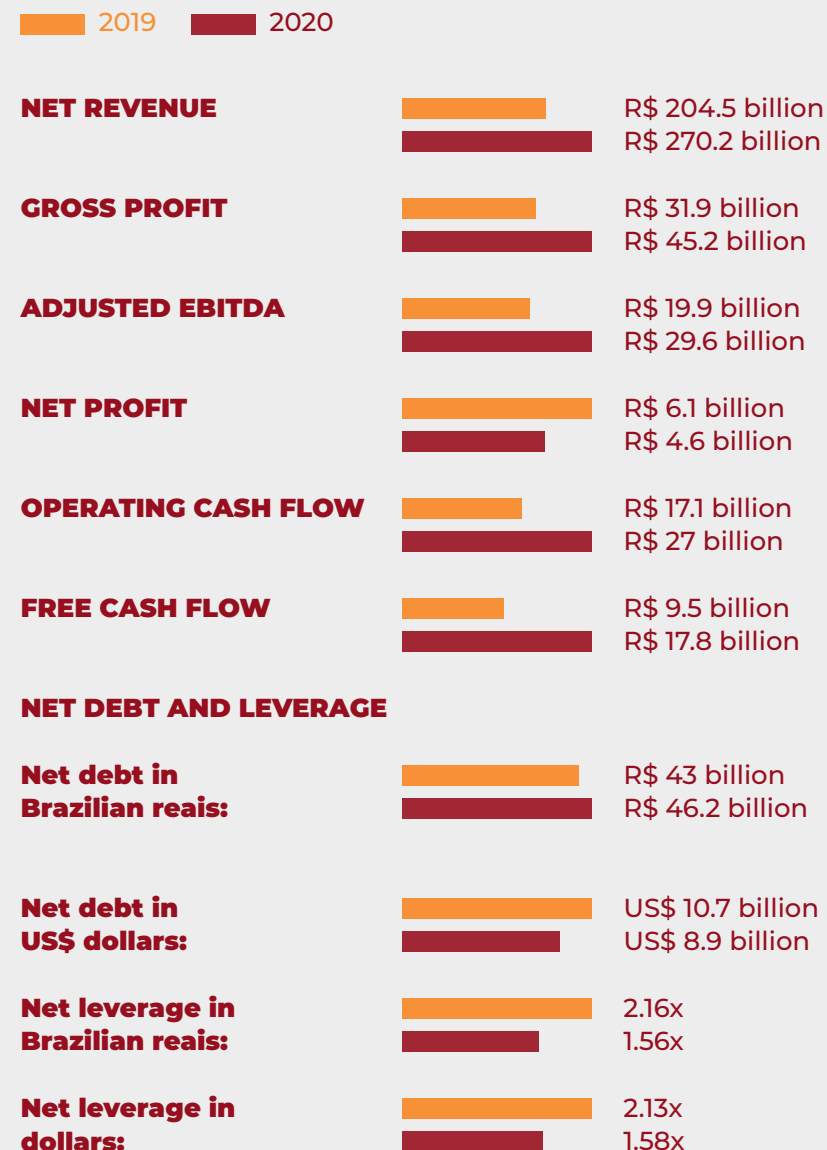 2019 2020
NET REVENUE R$ 204.5 billion
R$ 270.2 billion
GROSS PROFIT R$ 31.9 billion
R$ 45.2 billion
ADJUSTED EBITDA R$ 19.9 billion
R$ 29.6 billion
NET PROFIT R$ 6.1 billion
R$ 4.6 billion
OPERATING CASH FLOW R$ 17.1 billion
R$ 27 billion
FREE CASH FLOW R$ 9.5 billion
R$ 17.8 billion
NET DEBT AND LEVERAGE
Net debt in R$ 43 billion
Brazilian reais: R$ 46.2 billion
Net debt in US$ 10.7 billion
US$ dollars: US$ 8.9 billion
Net leverage in 2.16x
Brazilian reais: 1.56x
Net leverage in 2.13x
dollars: 1.58x